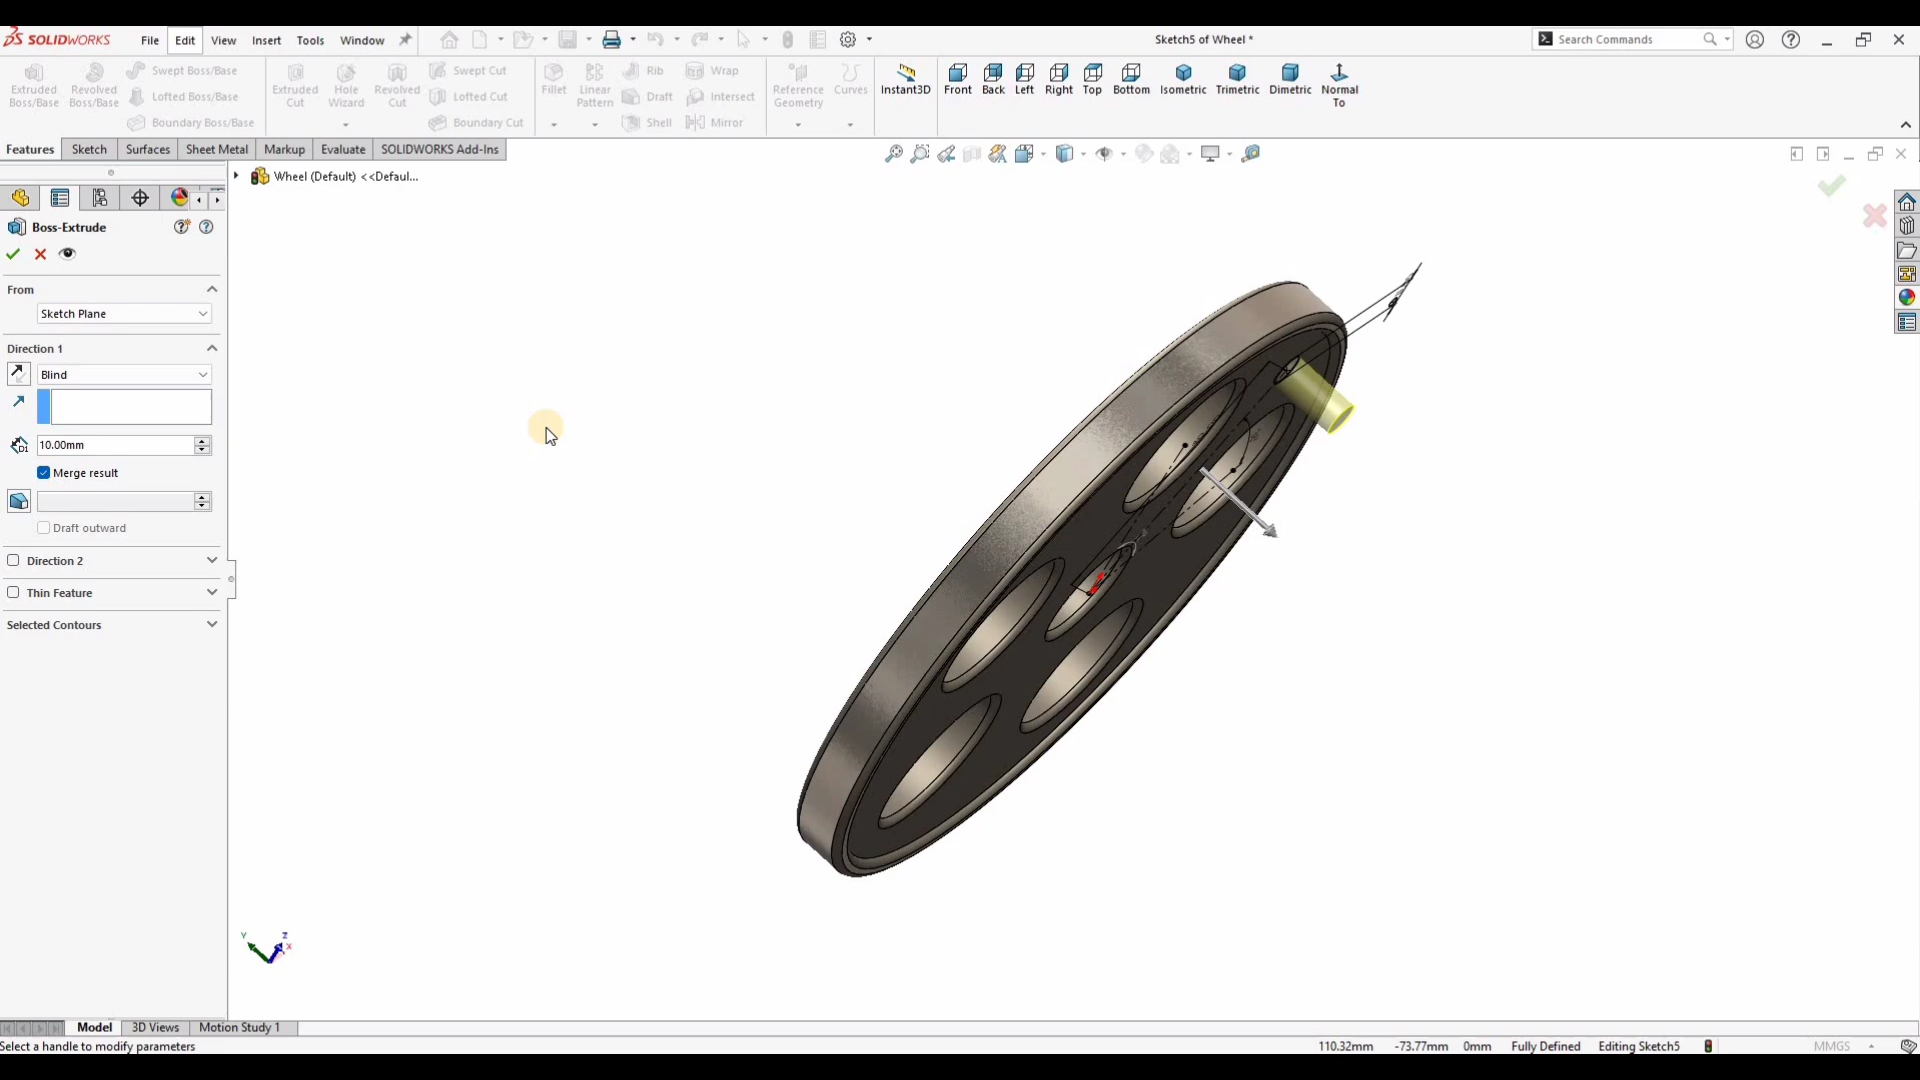 SOLIDWORKS File Edit View Insert Tools Window Sketch5 of Wheel * Search Commands
Extruded Boss/Base
Revolved Boss/Base
Swept Boss/Base
Lofted Boss/Base
Boundary Boss/Base
Extruded Cut
Hole Wizard
Revolved Cut
Swept Cut
Lofted Cut
Boundary Cut
Fillet
Linear Pattern
Rib
Draft
Shell
Wrap
Intersect
Mirror
Reference Geometry
Curves
Instant3D
Front
Back
Left
Right
Top
Bottom
Isometric
Trimetric
Dimetric
Normal To
Features Sketch Surfaces Sheet Metal Markup Evaluate SOLIDWORKS Add-Ins
Wheel (Default) <<Defaul...
Boss-Extrude
From
Sketch Plane
Direction 1
Blind
10.00mm
Merge result
Draft outward
Direction 2
Thin Feature
Selected Contours
Y Z X
Model 3D Views Motion Study 1
Select a handle to modify parameters 110.32mm -73.77mm 0mm Fully Defined Editing Sketch5 MMGS